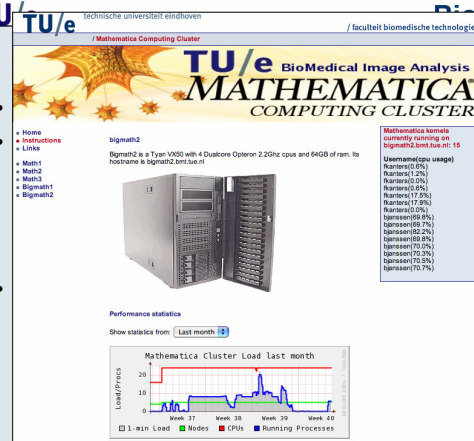 TU/e
technische universiteit eindhoven
/ faculteit biomedische technologie
/ Mathematica Computing Cluster
TU/e BioMedical Image Analysis
MATHEMATICA
COMPUTING CLUSTER
Home
Instructions
Links
Math1
Math2
Math3
Bigmath1
Bigmath2
bigmath2
Bigmath2 is a Tyan VX50 with 4 Dualcore Opteron 2.2Ghz cpus and 64GB of ram. Its
hostname is bigmath2.bmt.tue.nl
Performance statistics
Show statistics from: Last month
Mathematica Cluster Load last month
Load/Procs
20
10
0
Week 37 Week 38 Week 39 Week 40
1-min Load Nodes CPUs Running Processes
Mathematica kernels
currently running on
bigmath2.bmt.tue.nl: 15
Username(cpu usage)
fkanters(0.6%)
fkanters(1.2%)
fkanters(0.0%)
fkanters(0.6%)
fkanters(17.5%)
fkanters(17.9%)
fkanters(0.0%)
bjanssen(69.8%)
bjanssen(69.7%)
bjanssen(82.2%)
bjanssen(69.8%)
bjanssen(70.0%)
bjanssen(70.3%)
bjanssen(70.5%)
bjanssen(70.7%)